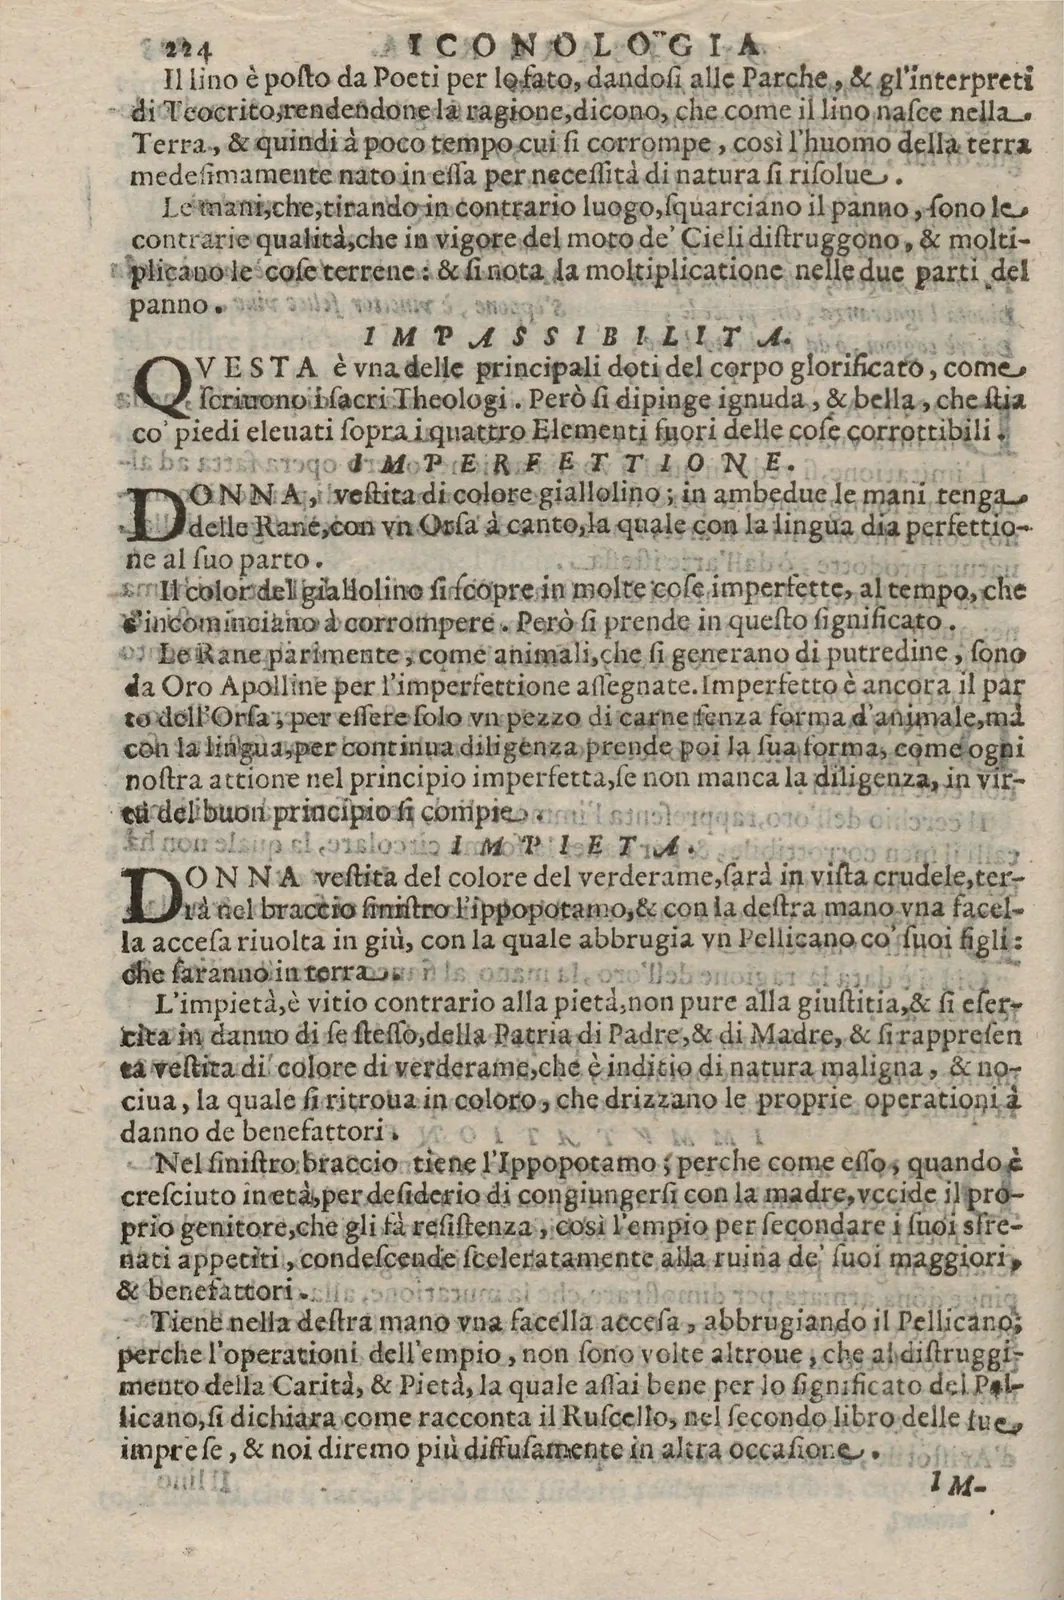 224 ICONOLOGIA
Il lino è poſto da Poeti per lo fato, dandoſi alle Parche, & gl'interpreti
di Teocrito, rendendone la ragione, dicono, che come il lino naſce nella
Terra, & quindi à poco tempo cui ſi corrompe, così l'huomo della terra
medeſimamente nato in eſſa per neceſſità di natura ſi riſolue.
Le mani, che, tirando in contrario luogo, ſquarciano il panno, ſono le
contrarie qualità, che in vigore del moto de' Cieli diſtruggono, & molti-
plicano le coſe terrene: & ſi nota la moltiplicatione nelle due parti del
panno.
IMPASSIBILITA.
QVESTA è vna delle principali doti del corpo glorificato, come
ſcriuono i ſacri Theologi. Però ſi dipinge ignuda, & bella, che ſtia
co' piedi eleuati ſopra i quattro Elementi fuori delle coſe corrottibili.
IMPERFETTIONE.
DONNA, veſtita di colore giallolino; in ambedue le mani tenga
delle Rane, con vn Orſa à canto, la quale con la lingua dia perfettio-
ne al ſuo parto.
Il color del giallolino ſi ſcopre in molte coſe imperfette, al tempo, che
s'incominciano à corrompere. Però ſi prende in queſto ſignificato.
Le Rane parimente, come animali, che ſi generano di putredine, ſono
da Oro Apolline per l'imperfettione aſſegnate. Imperfetto è ancora il par
to dell'Orſa, per eſſere ſolo vn pezzo di carne ſenza forma d'animale, mà
con la lingua, per continua diligenza prende poi la ſua forma, come ogni
noſtra attione nel principio imperfetta, ſe non manca la diligenza, in vir-
tù del buon principio ſi compie.
IMPIETA.
DONNA veſtita del colore del verderame, ſarà in viſta crudele, ter-
rà nel braccio ſiniſtro l'ippopotamo, & con la deſtra mano vna facel-
la acceſa riuolta in giù, con la quale abbrugia vn Pellicano co' ſuoi figli:
che ſaranno in terra.
L'impietà, è vitio contrario alla pietà, non pure alla giuſtitia, & ſi eſer-
cita in danno di ſe ſteſſo, della Patria di Padre, & di Madre, & ſi rappreſen
ta veſtita di colore di verderame, che è inditio di natura maligna, & no-
ciua, la quale ſi ritroua in coloro, che drizzano le proprie operationi à
danno de benefattori.
Nel ſiniſtro braccio tiene l'Ippopotamo; perche come eſſo, quando è
creſciuto in età, per deſiderio di congiungerſi con la madre, vccide il pro-
prio genitore, che gli fà reſiſtenza, così l'empio per ſecondare i ſuoi sfre-
nati appetiti, condeſcende ſceleratamente alla ruina de' ſuoi maggiori,
& benefattori.
Tiene nella deſtra mano vna facella acceſa, abbrugiando il Pellicano;
perche l'operationi dell'empio, non ſono volte altroue, che al diſtruggi-
mento della Carità, & Pietà, la quale aſſai bene per lo ſignificato del Pel-
licano, ſi dichiara come racconta il Ruſcello, nel ſecondo libro delle ſue
impreſe, & noi diremo più diffuſamente in altra occaſione.
IM-